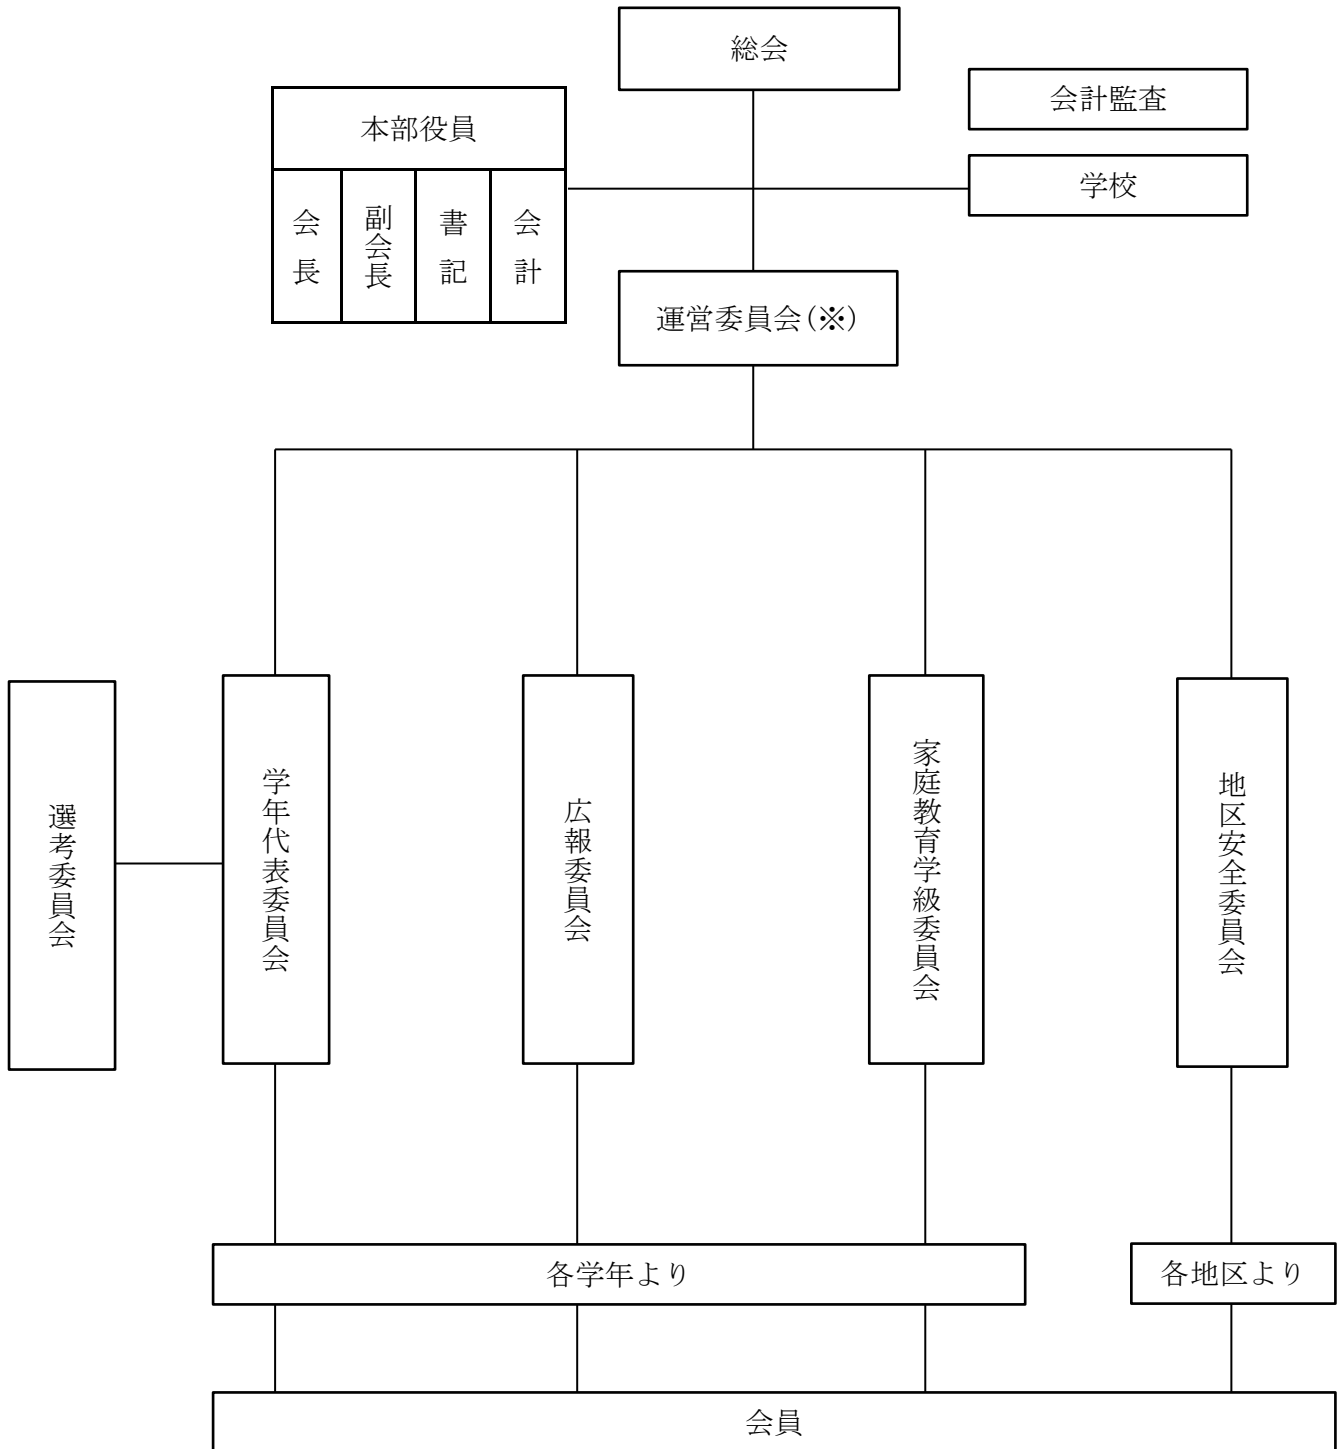 総会
会計監査
本部役員
学校
会長
副会長
書記
会計
運営委員会(※)
選考委員会
学年代表委員会
広報委員会
家庭教育学級委員会
地区安全委員会
各学年より
各地区より
会員